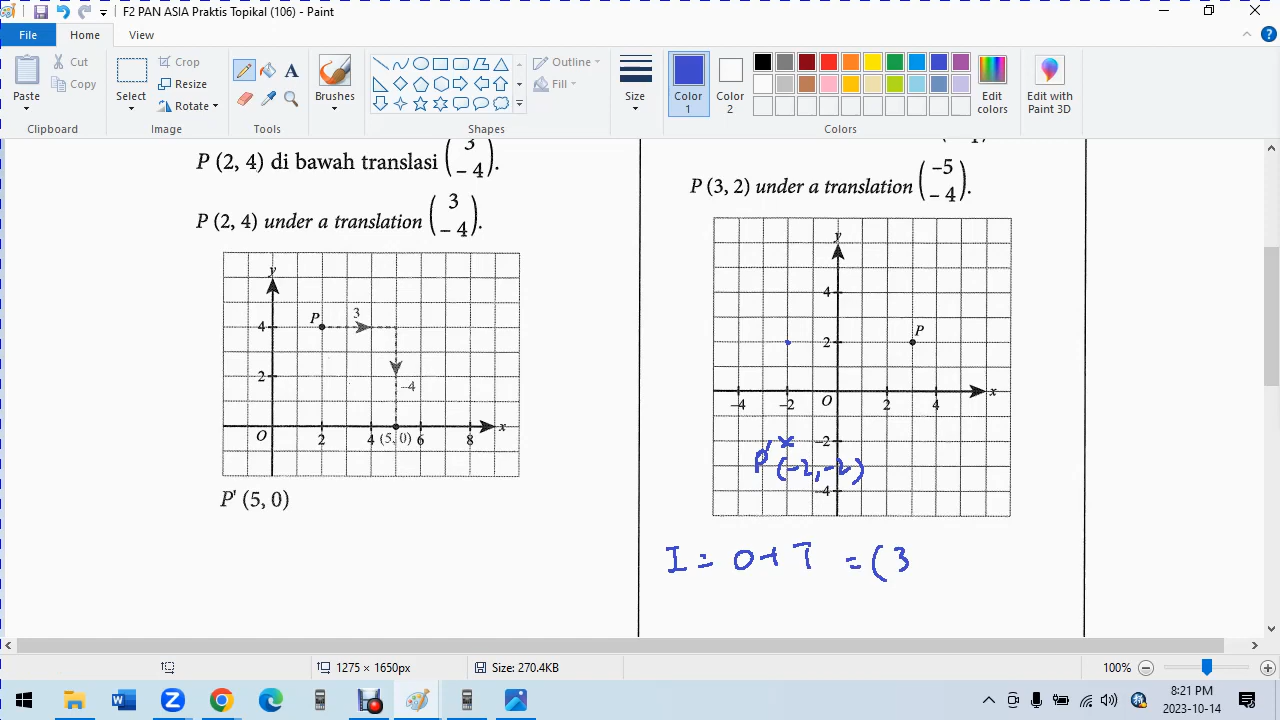 F2 PAN ASIA Praktis Topikal (106) - Paint
File Home View
Paste Cut Copy Clipboard
Select Crop Resize Rotate Image
Tools
Brushes
Outline Fill Shapes
Size
Color 1 Color 2 Edit colors Colors
Edit with Paint 3D
P (2, 4) di bawah translasi ( 3 – 4 ).
P (2, 4) under a translation ( 3 – 4 ).
y
P 3
4
2 –4
O 2 4 (5, 0) 6 8 x
P' (5, 0)
P (3, 2) under a translation ( –5 – 4 ).
y
4
2 P
–4 –2 O 2 4 x
–2
P' (-2, -2)
–4
I = O + T = (3
1275 × 1650px Size: 270.4KB 100%
8:21 PM
2023-10-14